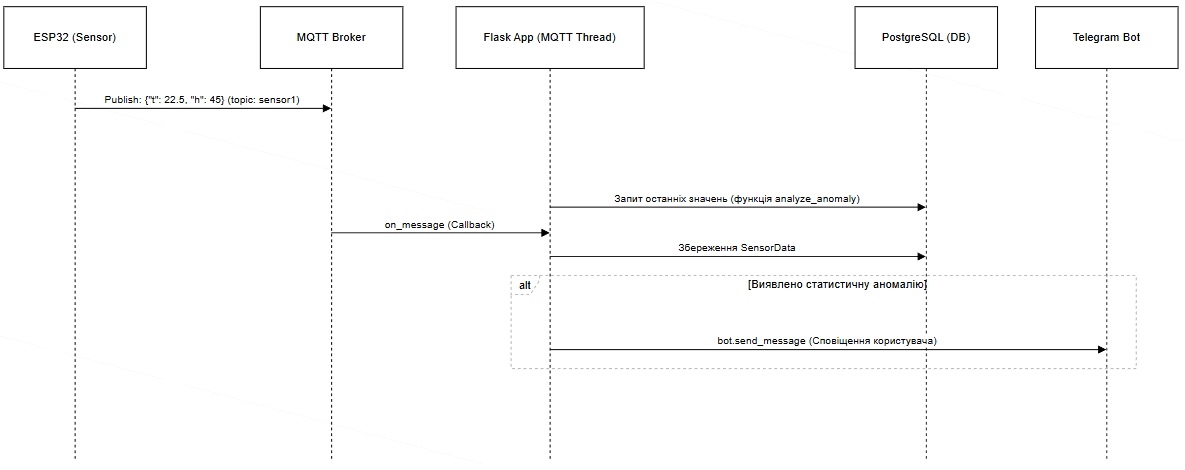 ESP32 (Sensor)
MQTT Broker
Flask App (MQTT Thread)
PostgreSQL (DB)
Telegram Bot
Publish: {"t": 22.5, "h": 45} (topic: sensor1)
Запит останніх значень (функція analyze_anomaly)
on_message (Callback)
Збереження SensorData
alt
[Виявлено статистичну аномалію]
bot.send_message (Сповіщення користувача)